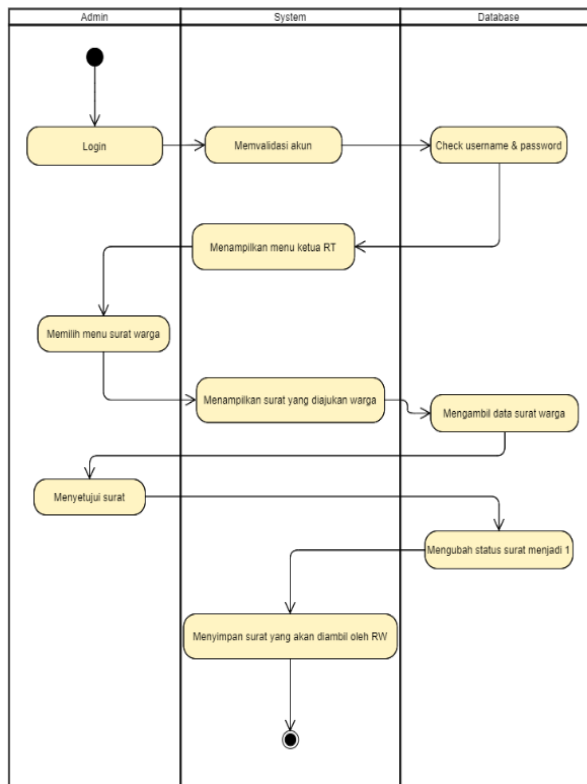 Admin
System
Database
Login
Memvalidasi akun
Check username & password
Menampilkan menu ketua RT
Memilih menu surat warga
Menampilkan surat yang diajukan warga
Mengambil data surat warga
Menyetujui surat
Mengubah status surat menjadi 1
Menyimpan surat yang akan diambil oleh RW